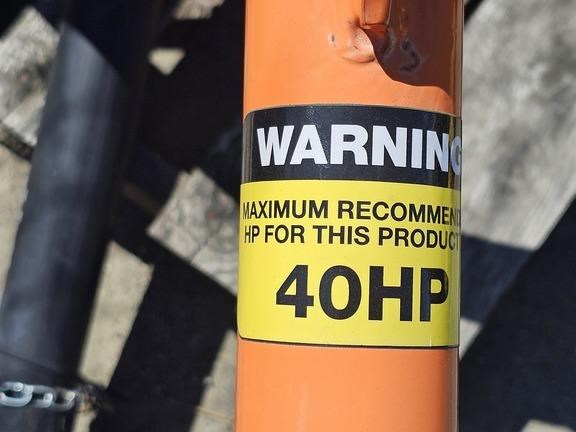 WARNING
MAXIMUM RECOMMEND
HP FOR THIS PRODUCT
40HP